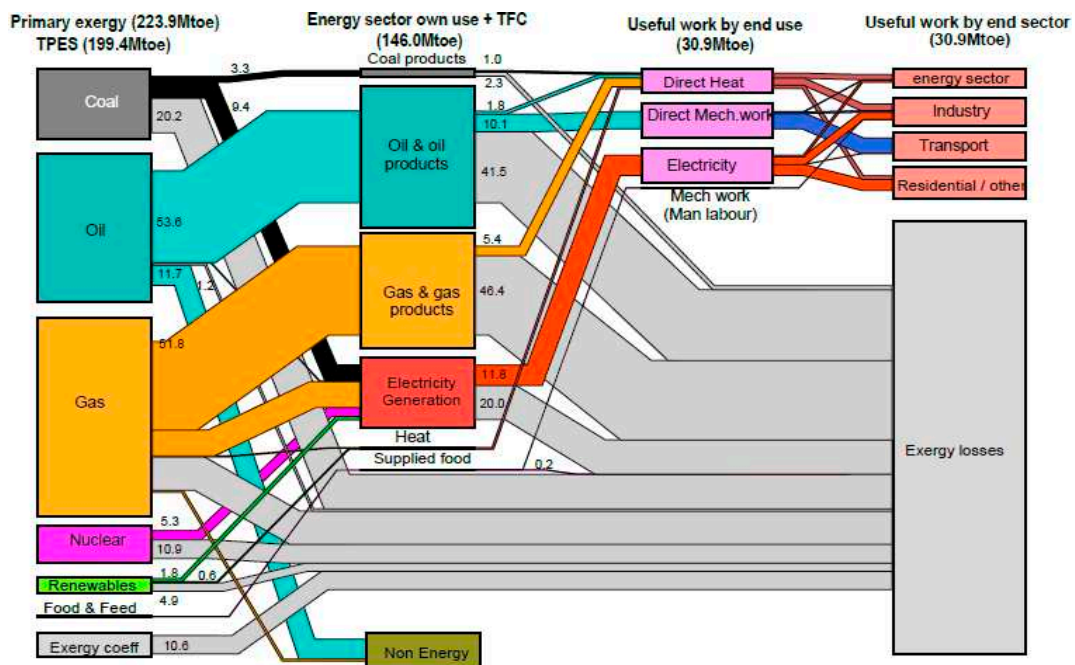 Primary exergy (223.9Mtoe)
TPES (199.4Mtoe)
Energy sector own use + TFC
(146.0Mtoe)
Useful work by end use
(30.9Mtoe)
Useful work by end sector
(30.9Mtoe)
Coal
3.3
20.2
9.4
Oil
53.6
11.7
1.2
Gas
51.8
Nuclear
5.3
10.9
Renewables
1.8
0.6
Food & Feed
4.9
Exergy coeff
10.6
Coal products
1.0
2.3
Oil & oil
products
1.8
10.1
41.5
Gas & gas
products
5.4
46.4
Electricity
Generation
11.8
20.0
Heat
Supplied food
0.2
Non Energy
Direct Heat
Direct Mech.work
Electricity
Mech work
(Man labour)
energy sector
Industry
Transport
Residential / other
Exergy losses